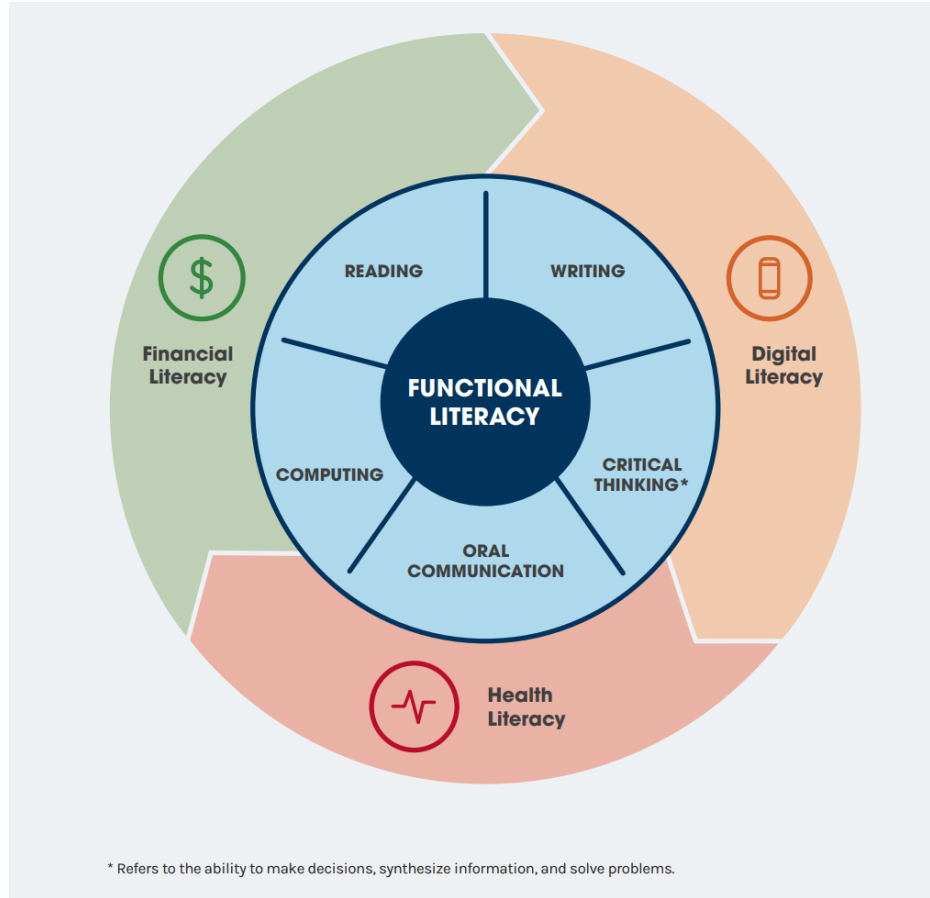 READING
WRITING
Financial
Literacy
FUNCTIONAL
LITERACY
Digital
Literacy
COMPUTING
CRITICAL
THINKING*
ORAL
COMMUNICATION
Health
Literacy
* Refers to the ability to make decisions, synthesize information, and solve problems.